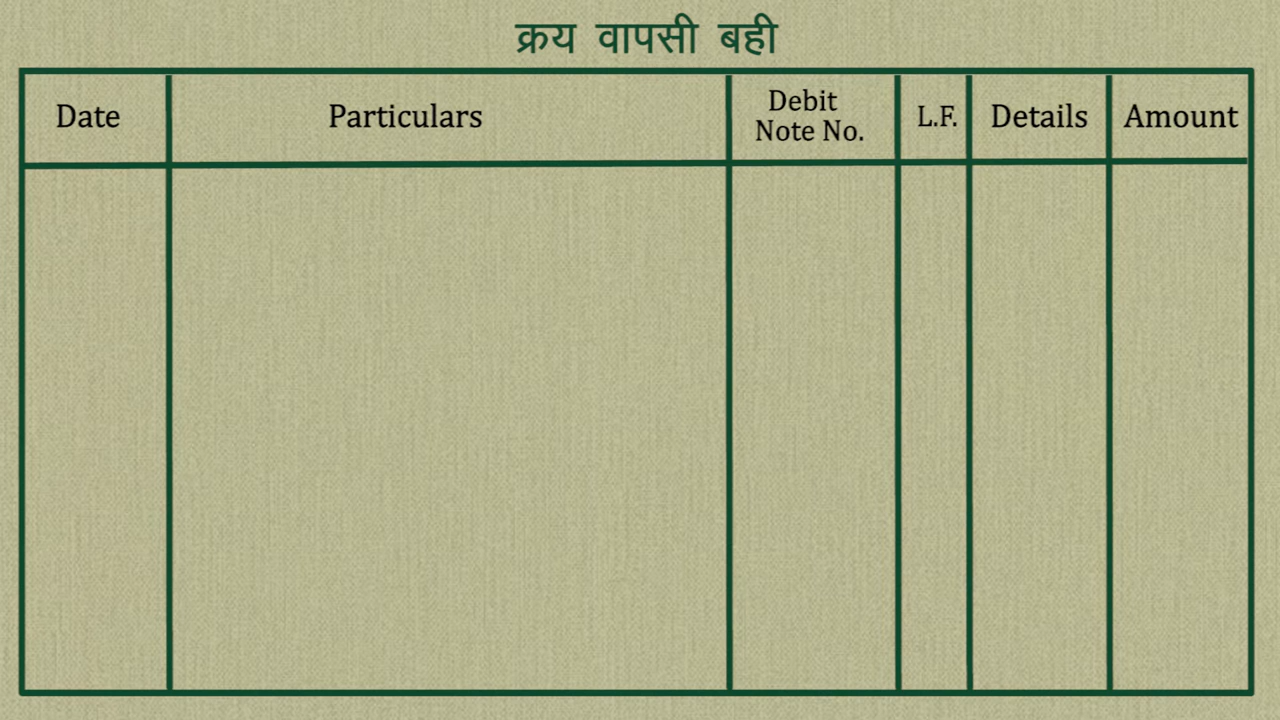 क्रय वापसी बही
Date
Particulars
Debit
Note No.
L.F.
Details
Amount